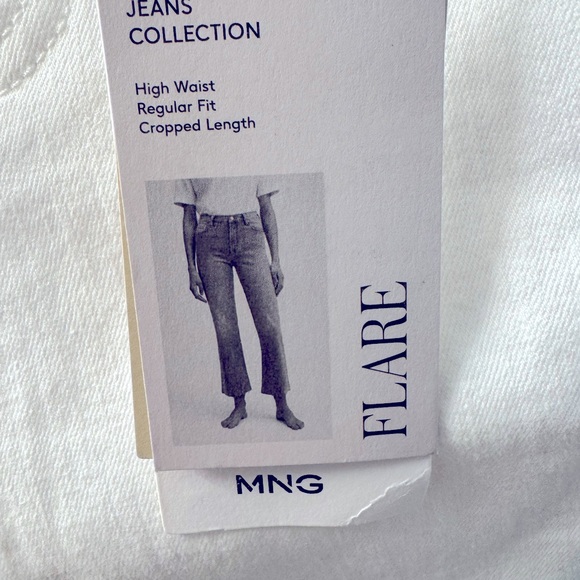 JEANS
COLLECTION
High Waist
Regular Fit
Cropped Length
FLARE
MNG